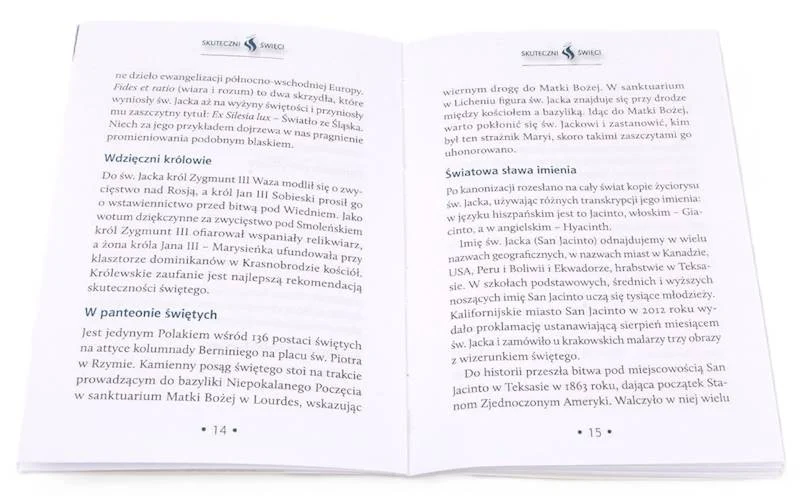 SKUTECZNI ŚWIĘCI
ne dzieło ewangelizacji północno-wschodniej Europy.
Fides et ratio (wiara i rozum) to dwa skrzydła, które
wyniosły św. Jacka aż na wyżyny świętości i przyniosły
mu zaszczytny tytuł: Ex Silesia lux – Światło ze Śląska.
Niech za jego przykładem dojrzewa w nas pragnienie
promieniowania podobnym blaskiem.
Wdzięczni królowie
Do św. Jacka król Zygmunt III Waza modlił się o zwy-
cięstwo nad Rosją, a król Jan III Sobieski prosił go
o wstawiennictwo przed bitwą pod Wiedniem. Jako
wotum dziękczynne za zwycięstwo pod Smoleńskiem
król Zygmunt III ofiarował wspaniały relikwiarz,
a żona króla Jana III – Marysieńka ufundowała przy
klasztorze dominikanów w Krasnobrodzie kościół.
Królewskie zaufanie jest najlepszą rekomendacją
skuteczności świętego.
W panteonie świętych
Jest jedynym Polakiem wśród 136 postaci świętych
na attyce kolumnady Berniniego na placu św. Piotra
w Rzymie. Kamienny posąg świętego stoi na trakcie
prowadzącym do bazyliki Niepokalanego Poczęcia
w sanktuarium Matki Bożej w Lourdes, wskazując
• 14 •
SKUTECZNI ŚWIĘCI
wiernym drogę do Matki Bożej. W sanktuarium
w Licheniu figura św. Jacka znajduje się przy drodze
między kościołem a bazyliką. Idąc do Matki Bożej,
warto pokłonić się św. Jackowi i zastanowić, kim
był ten strażnik Maryi, skoro takimi zaszczytami go
uhonorowano.
Światowa sława imienia
Po kanonizacji rozesłano na cały świat kopie życiorysu
św. Jacka, używając różnych transkrypcji jego imienia:
w języku hiszpańskim jest to Jacinto, włoskim – Gia-
cinto, a w angielskim – Hyacinth.
Imię św. Jacka (San Jacinto) odnajdujemy w wielu
nazwach geograficznych, w nazwach miast w Kanadzie,
USA, Peru i Boliwii i Ekwadorze, hrabstwie w Teksa-
sie. W szkołach podstawowych, średnich i wyższych
noszących imię San Jacinto uczą się tysiące młodzieży.
Kalifornijskie miasto San Jacinto w 2012 roku wy-
dało proklamację ustanawiającą sierpień miesiącem
św. Jacka i zamówiło u krakowskich malarzy trzy obrazy
z wizerunkiem świętego.
Do historii przeszła bitwa pod miejscowością San
Jacinto w Teksasie w 1863 roku, dająca początek Sta-
nom Zjednoczonym Ameryki. Walczyło w niej wielu
• 15 •